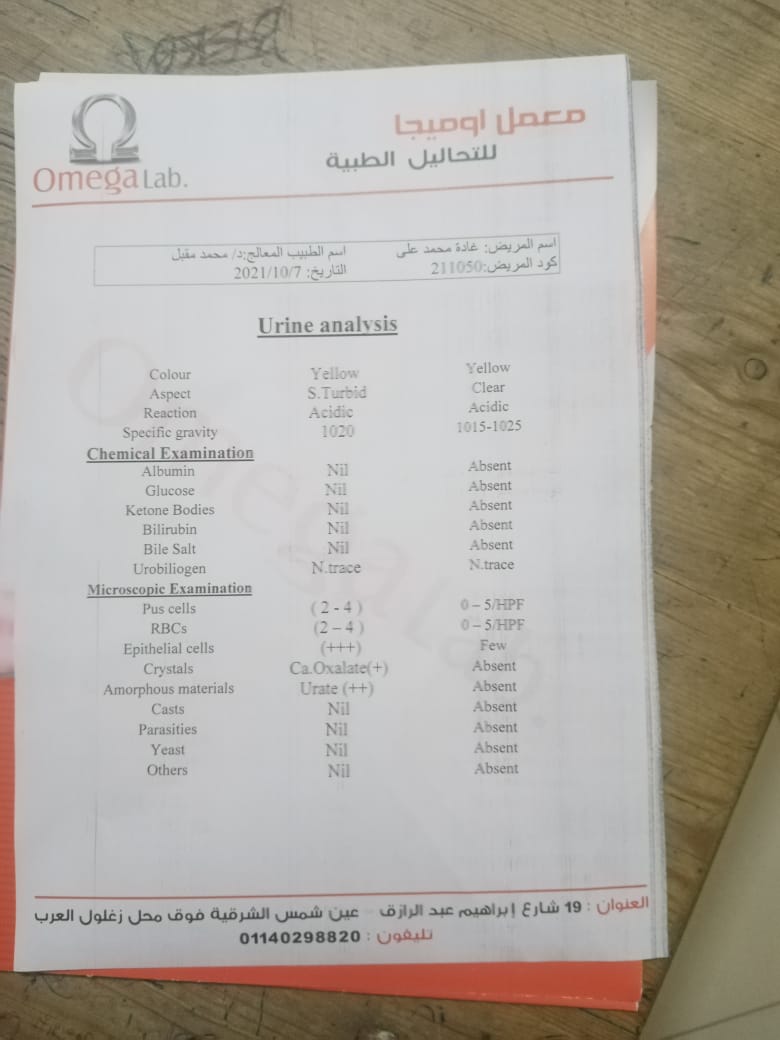 معمل اوميجا
للتحاليل الطبية
Omega Lab.
اسم المريض: غادة محمد على اسم الطبيب المعالج:د/ محمد مقبل
كود المريض:211050 التاريخ: 2021/10/7
Urine analysis
Colour Yellow Yellow
Aspect S.Turbid Clear
Reaction Acidic Acidic
Specific gravity 1020 1015-1025
Chemical Examination
Albumin Nil Absent
Glucose Nil Absent
Ketone Bodies Nil Absent
Bilirubin Nil Absent
Bile Salt Nil Absent
Urobiliogen N.trace N.trace
Microscopic Examination
Pus cells ( 2 - 4 ) 0 – 5/HPF
RBCs (2 – 4 ) 0 – 5/HPF
Epithelial cells (+++) Few
Crystals Ca.Oxalate(+) Absent
Amorphous materials Urate (++) Absent
Casts Nil Absent
Parasities Nil Absent
Yeast Nil Absent
Others Nil Absent
العنوان : 19 شارع إبراهيم عبد الرازق - عين شمس الشرقية فوق محل زغلول العرب
تليفون : 01140298820
Omega Lab.